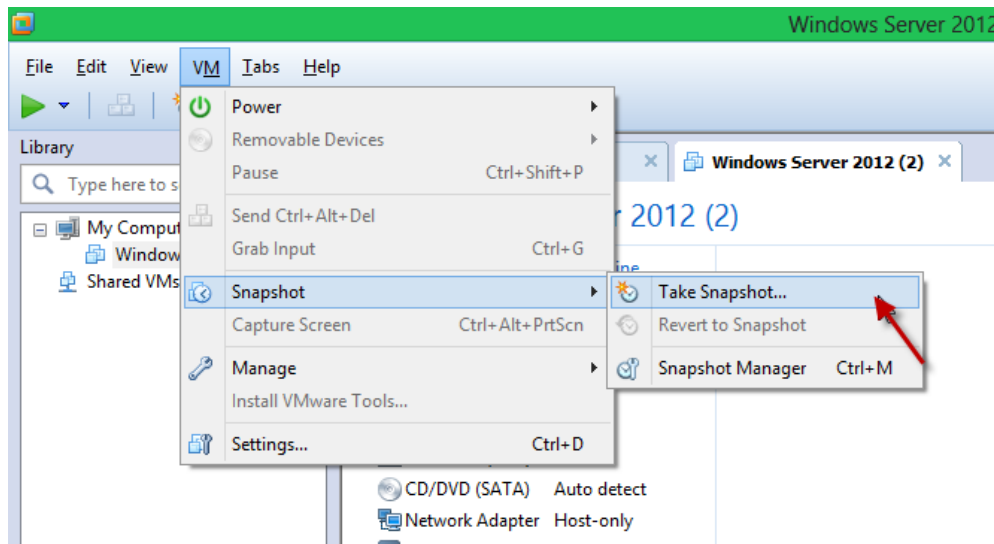 Windows Server 2012
File Edit View VM Tabs Help
Library
Type here to s
My Comput
Window
Shared VMs
Power
Removable Devices
Pause Ctrl+Shift+P
Send Ctrl+Alt+Del
Grab Input Ctrl+G
Snapshot
Capture Screen Ctrl+Alt+PrtScn
Manage
Install VMware Tools...
Settings... Ctrl+D
Windows Server 2012 (2)
r 2012 (2)
Take Snapshot...
Revert to Snapshot
Snapshot Manager Ctrl+M
CD/DVD (SATA) Auto detect
Network Adapter Host-only